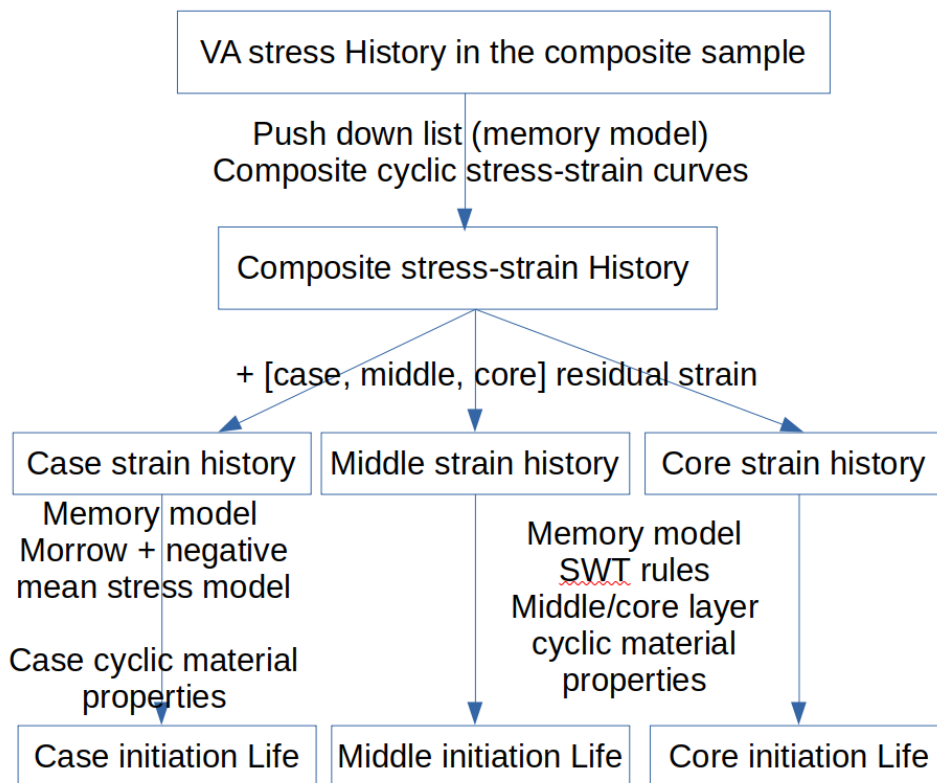 VA stress History in the composite sample
Push down list (memory model)
Composite cyclic stress-strain curves
Composite stress-strain History
+ [case, middle, core] residual strain
Case strain history
Middle strain history
Core strain history
Memory model
Morrow + negative
mean stress model
Case cyclic material
properties
Memory model
SWT rules
Middle/core layer
cyclic material
properties
Case initiation Life
Middle initiation Life
Core initiation Life